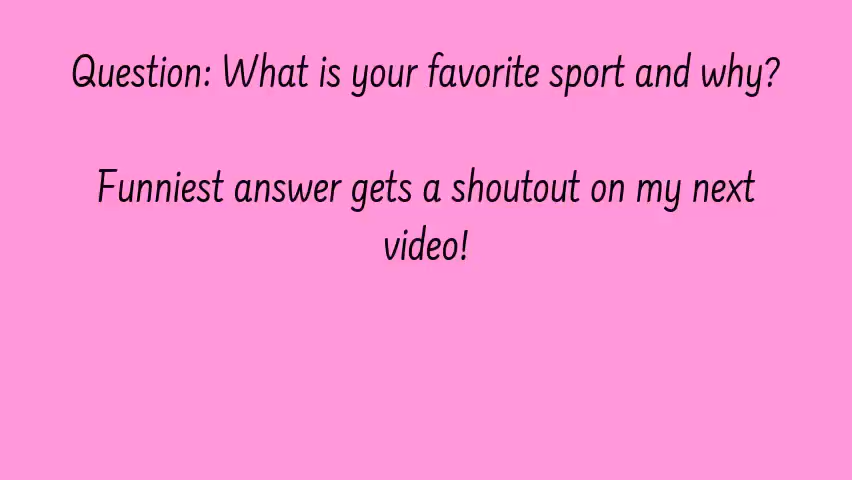 Question: What is your favorite sport and why?
Funniest answer gets a shoutout on my next
video!